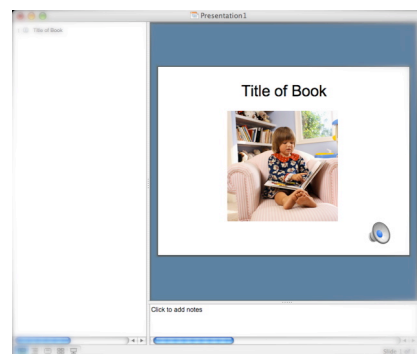 Presentation1
Title of Book
Title of Book
Click to add notes